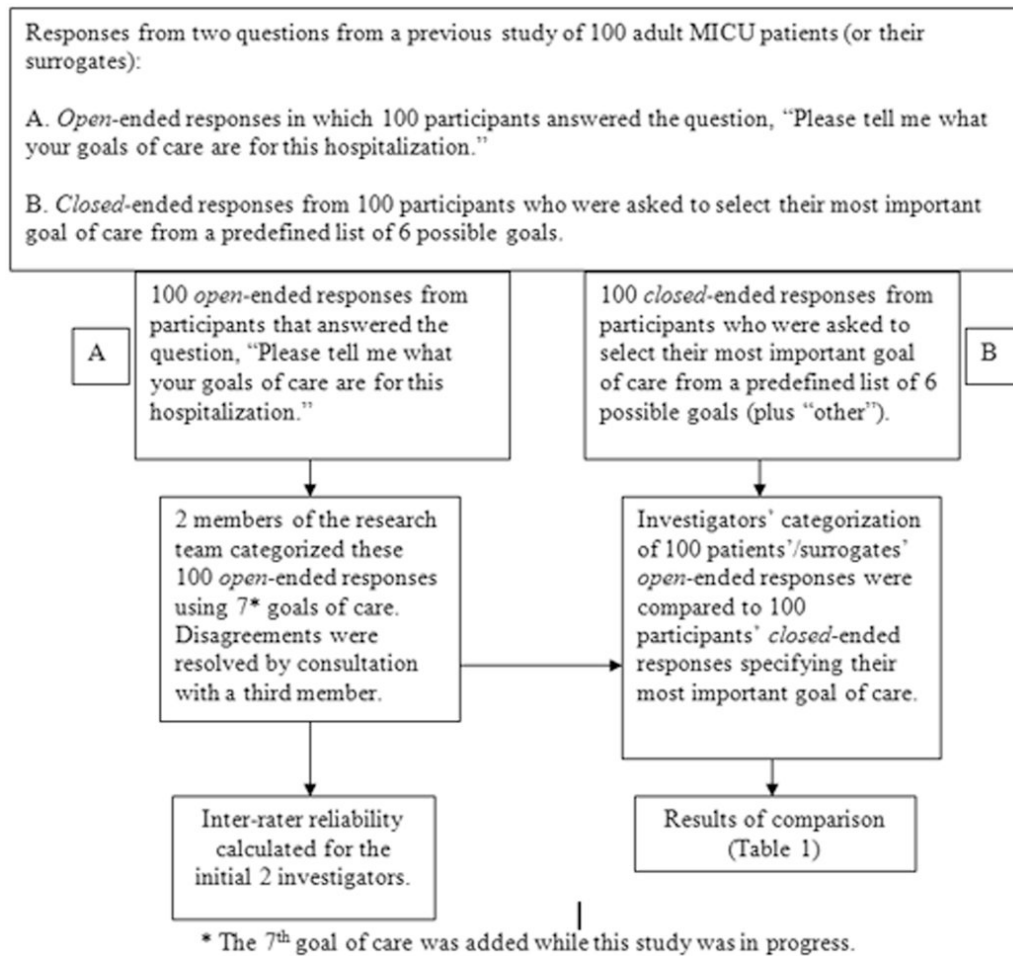 Responses from two questions from a previous study of 100 adult MICU patients (or their
surrogates):
A. Open-ended responses in which 100 participants answered the question, “Please tell me what
your goals of care are for this hospitalization.”
B. Closed-ended responses from 100 participants who were asked to select their most important
goal of care from a predefined list of 6 possible goals.
A
100 open-ended responses from
participants that answered the
question, “Please tell me what
your goals of care are for this
hospitalization.”
100 closed-ended responses from
participants who were asked to
select their most important goal
of care from a predefined list of 6
possible goals (plus “other”).
B
2 members of the research
team categorized these
100 open-ended responses
using 7* goals of care.
Disagreements were
resolved by consultation
with a third member.
Investigators’ categorization
of 100 patients’/surrogates’
open-ended responses were
compared to 100
participants’ closed-ended
responses specifying their
most important goal of care.
Inter-rater reliability
calculated for the
initial 2 investigators.
Results of comparison
(Table 1)
* The 7th goal of care was added while this study was in progress.